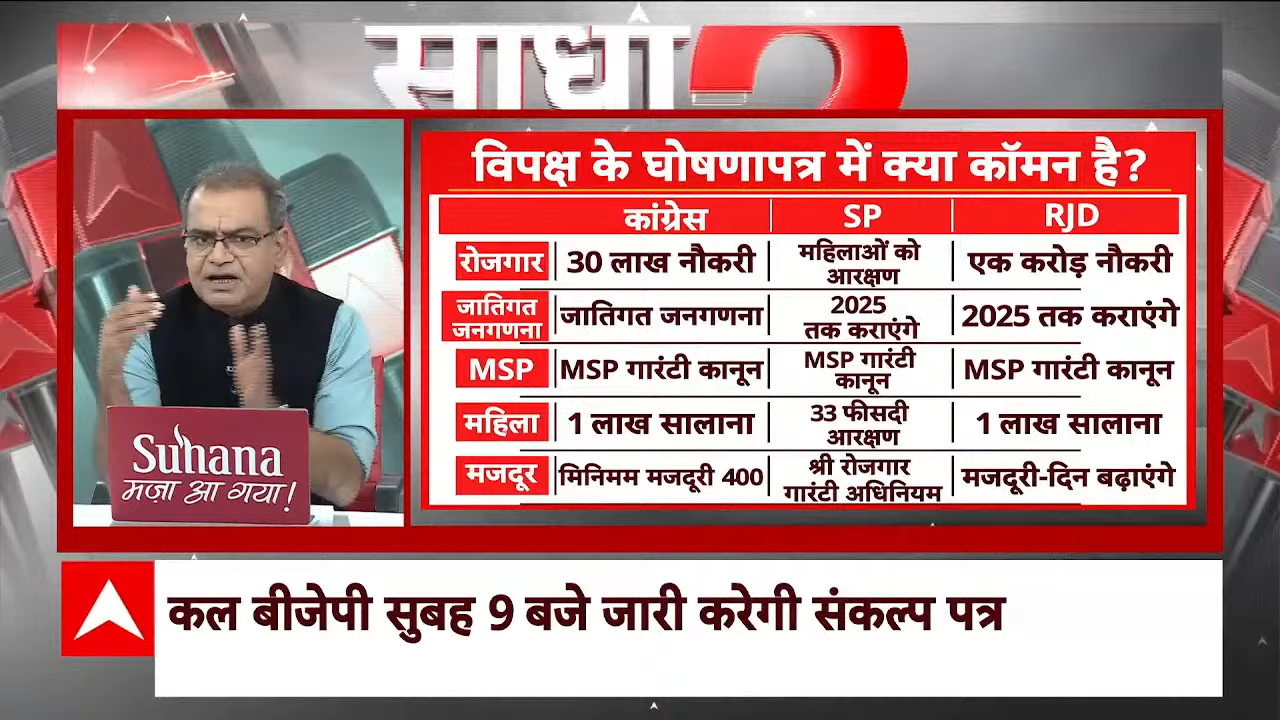 विपक्ष के घोषणापत्र में क्या कॉमन है?
कांग्रेस SP RJD
रोजगार 30 लाख नौकरी महिलाओं को आरक्षण एक करोड़ नौकरी
जातिगत जनगणना जातिगत जनगणना 2025 तक कराएंगे 2025 तक कराएंगे
MSP MSP गारंटी कानून MSP गारंटी कानून MSP गारंटी कानून
महिला 1 लाख सालाना 33 फीसदी आरक्षण 1 लाख सालाना
मजदूर मिनिमम मजदूरी 400 श्री रोजगार गारंटी अधिनियम मजदूरी-दिन बढ़ाएंगे
Suhana
मज़ा आ गया!
कल बीजेपी सुबह 9 बजे जारी करेगी संकल्प पत्र